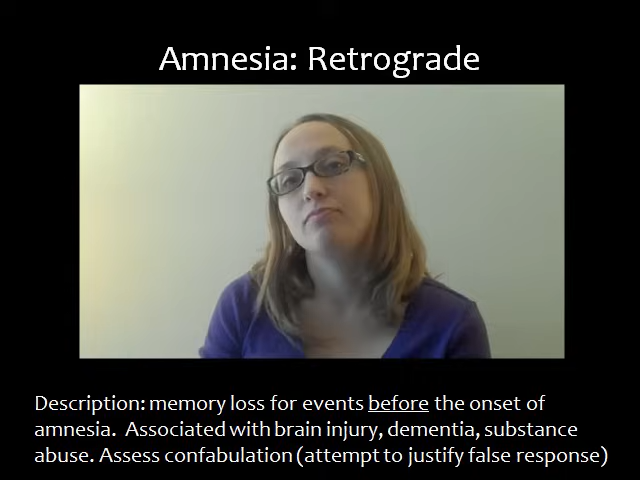 Amnesia: Retrograde
Description: memory loss for events before the onset of
amnesia. Associated with brain injury, dementia, substance
abuse. Assess confabulation (attempt to justify false response)